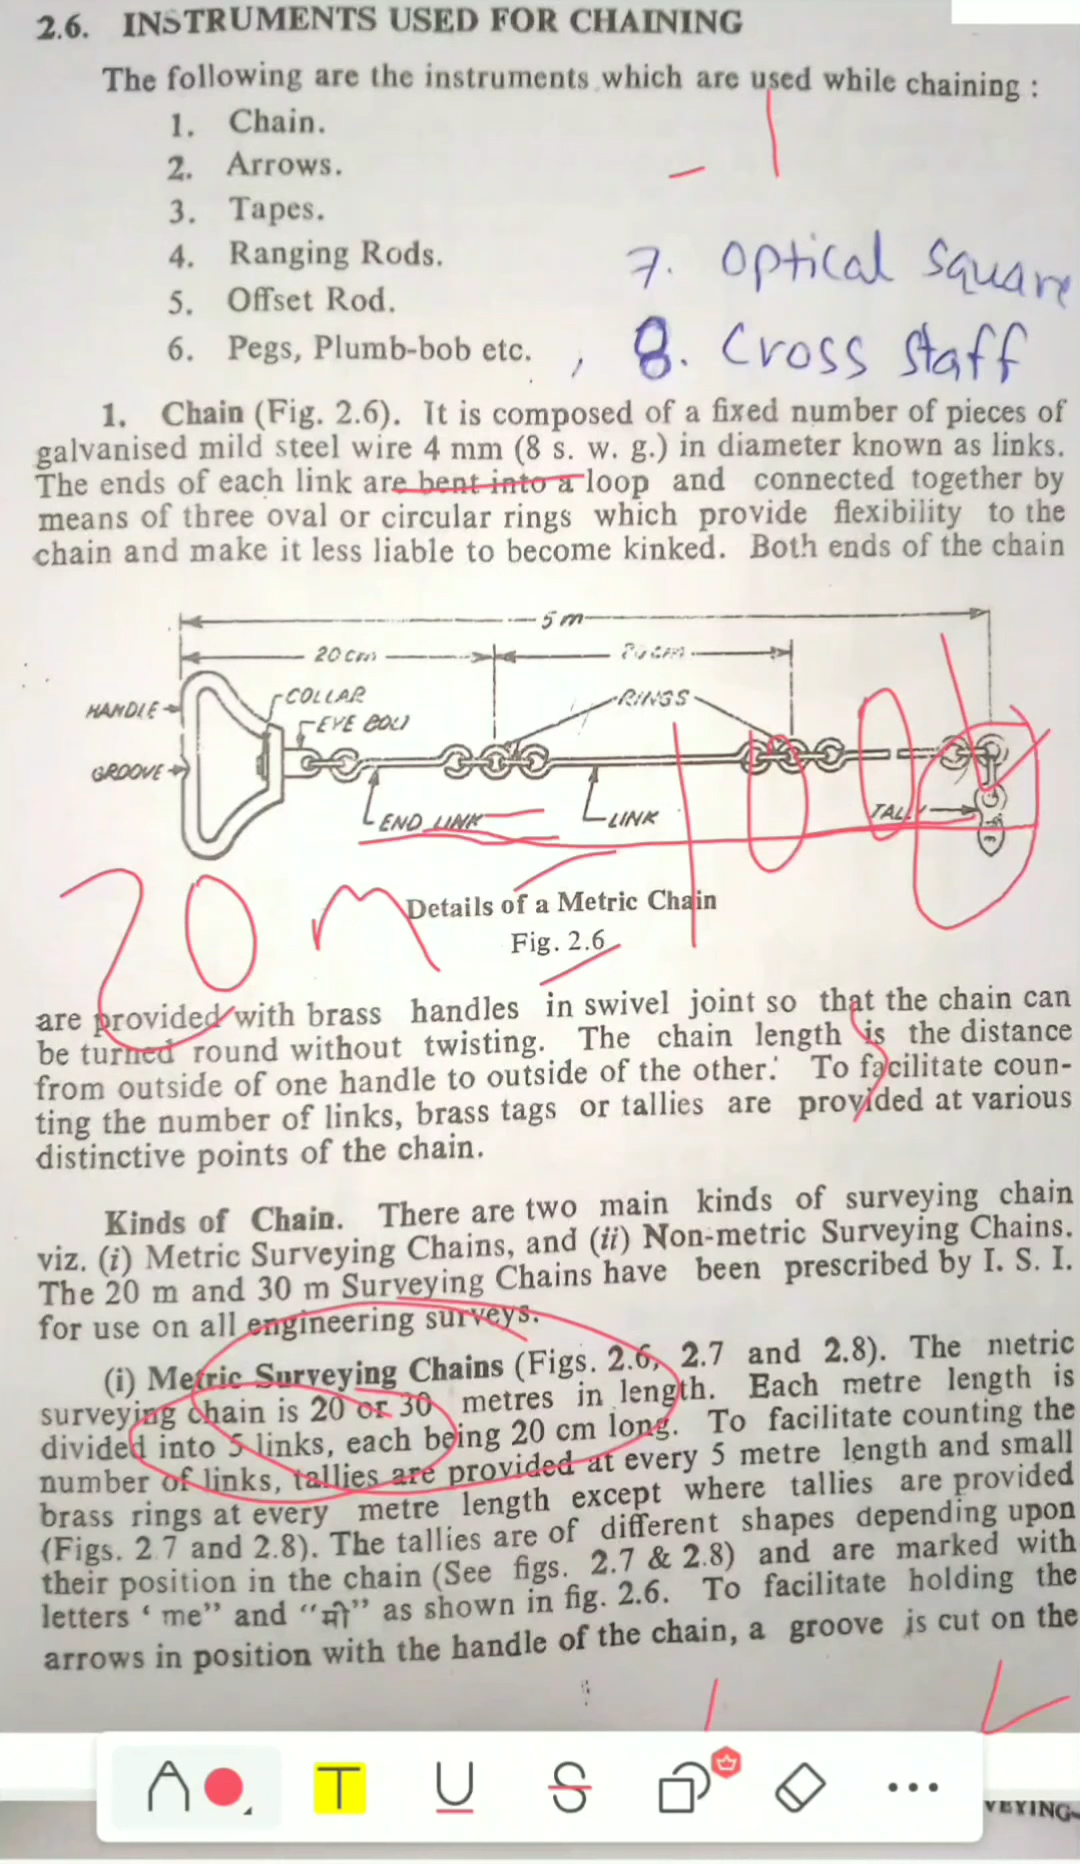 2.6. INSTRUMENTS USED FOR CHAINING
The following are the instruments which are used while chaining :
1. Chain.
2. Arrows.
3. Tapes.
4. Ranging Rods.
5. Offset Rod.
6. Pegs, Plumb-bob etc. ,
7. Optical Square
8. Cross staff
1. Chain (Fig. 2.6). It is composed of a fixed number of pieces of
galvanised mild steel wire 4 mm (8 s. w. g.) in diameter known as links.
The ends of each link are bent into a loop and connected together by
means of three oval or circular rings which provide flexibility to the
chain and make it less liable to become kinked. Both ends of the chain
5 m
20 cm 20 cm
HANDLE COLLAR RINGS
EYE BOLT
GROOVE
END LINK LINK TALLY
20 m
Details of a Metric Chain
Fig. 2.6
are provided with brass handles in swivel joint so that the chain can
be turned round without twisting. The chain length is the distance
from outside of one handle to outside of the other. To facilitate coun-
ting the number of links, brass tags or tallies are provided at various
distinctive points of the chain.
Kinds of Chain. There are two main kinds of surveying chain
viz. (i) Metric Surveying Chains, and (ii) Non-metric Surveying Chains.
The 20 m and 30 m Surveying Chains have been prescribed by I. S. I.
for use on all engineering surveys.
(i) Metric Surveying Chains (Figs. 2.6, 2.7 and 2.8). The metric
surveying chain is 20 or 30 metres in length. Each metre length is
divided into 5 links, each being 20 cm long. To facilitate counting the
number of links, tallies are provided at every 5 metre length and small
brass rings at every metre length except where tallies are provided
(Figs. 2 7 and 2.8). The tallies are of different shapes depending upon
their position in the chain (See figs. 2.7 & 2.8) and are marked with
letters ‘ me” and “मी” as shown in fig. 2.6. To facilitate holding the
arrows in position with the handle of the chain, a groove is cut on the
A T U S
VEYING